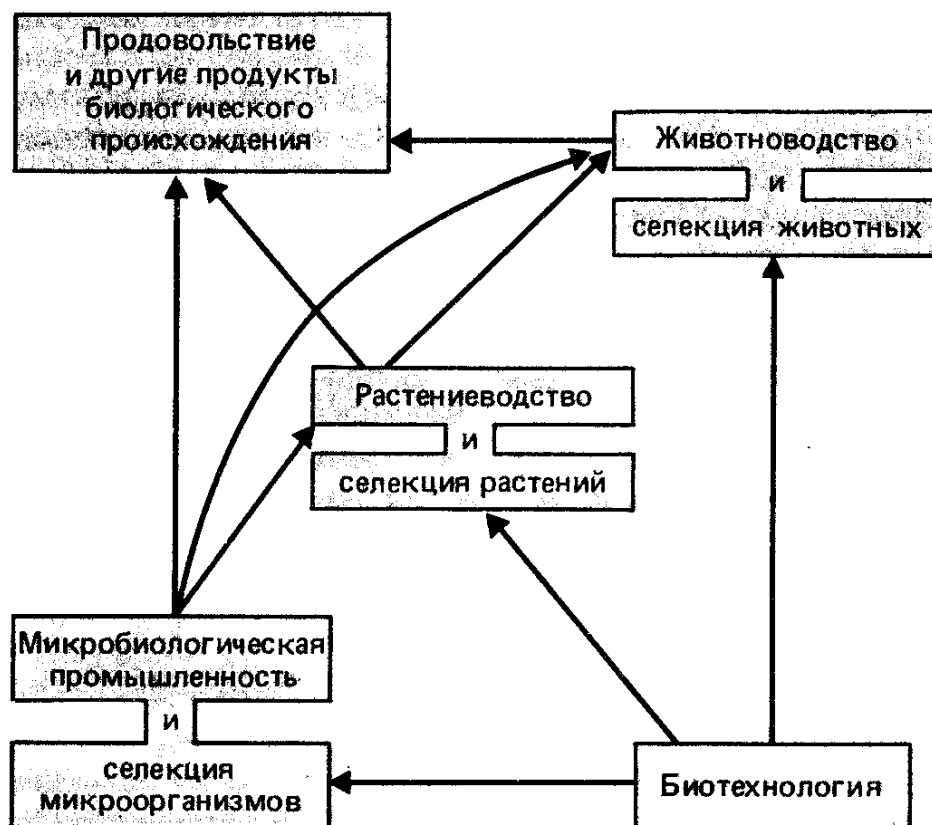 Продовольствие
и другие продукты
биологического
происхождения
Животноводство
и
селекция животных
Растениеводство
и
селекция растений
Микробиологическая
промышленность
и
селекция
микроорганизмов
Биотехнология